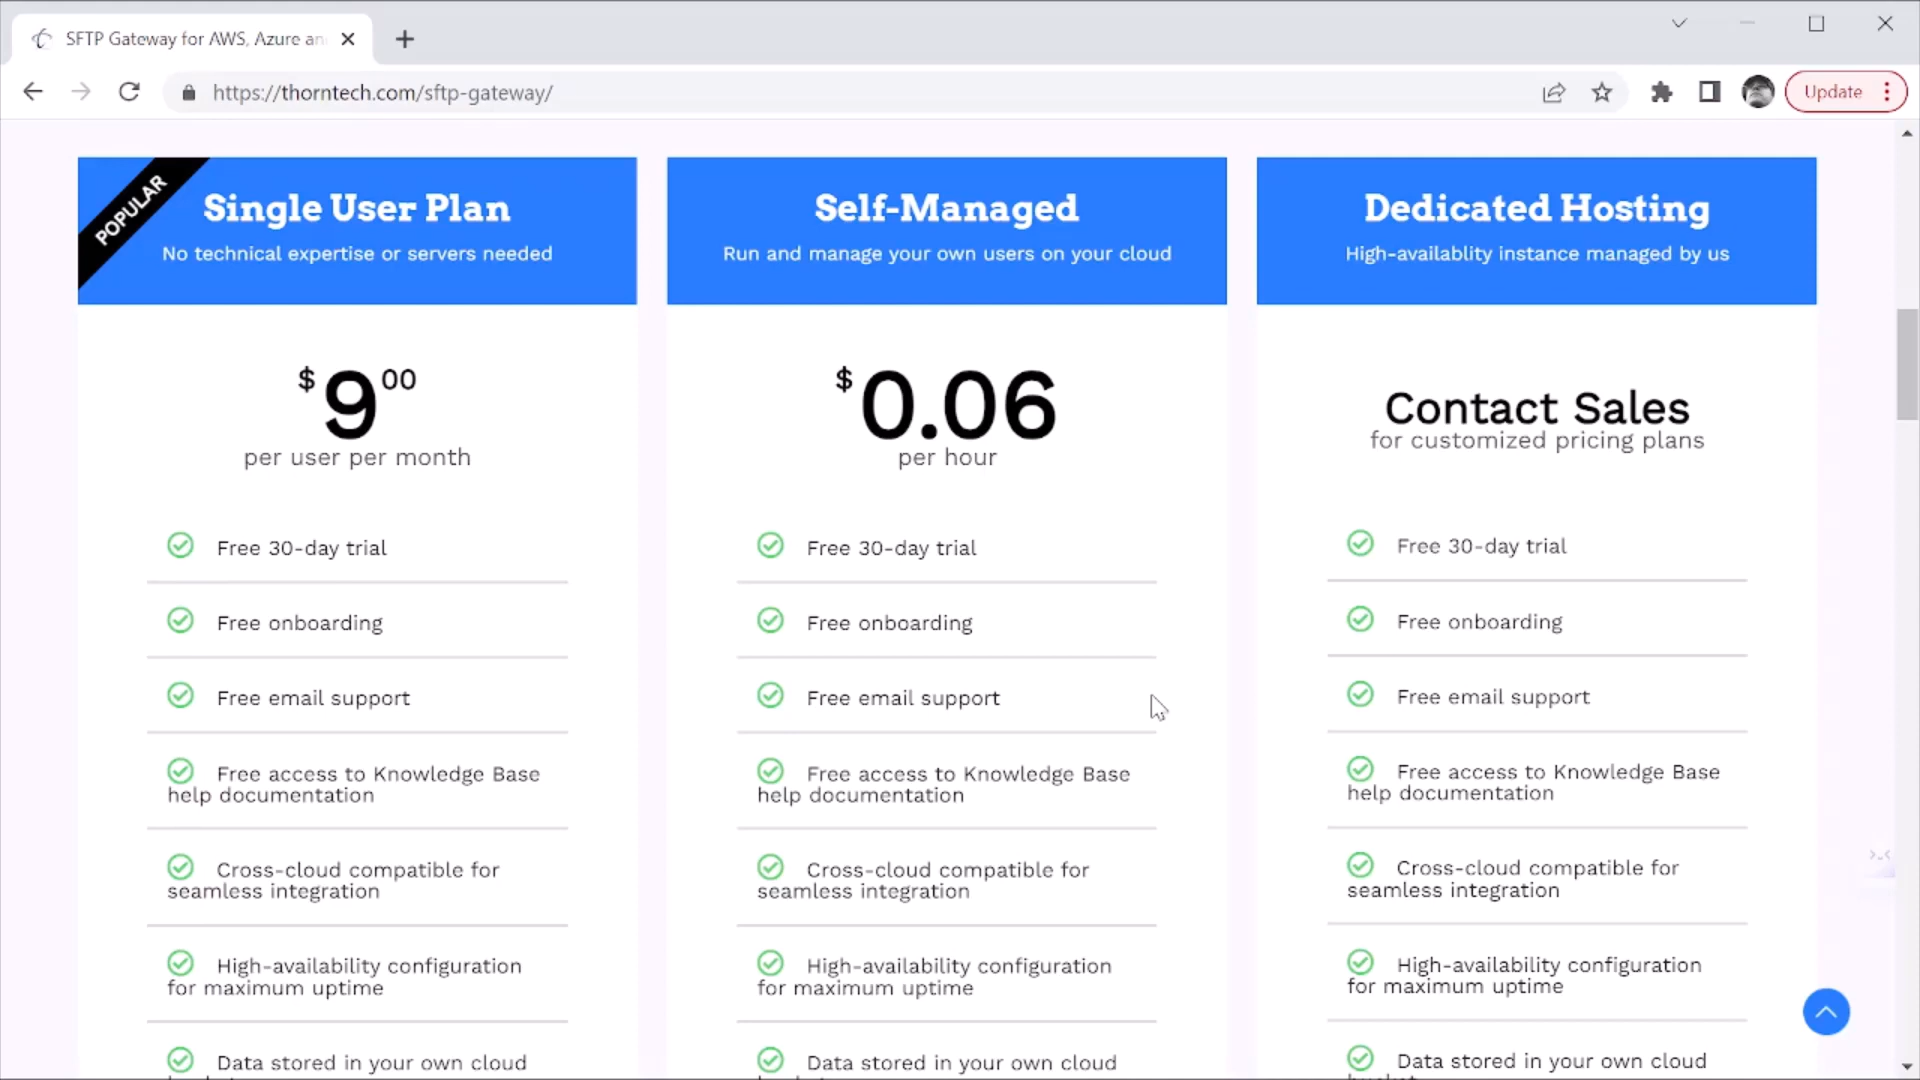 SFTP Gateway for AWS, Azure an
https://thorntech.com/sftp-gateway/
Update
POPULAR
Single User Plan
No technical expertise or servers needed
$900
per user per month
Free 30-day trial
Free onboarding
Free email support
Free access to Knowledge Base
help documentation
Cross-cloud compatible for
seamless integration
High-availability configuration
for maximum uptime
Data stored in your own cloud
Self-Managed
Run and manage your own users on your cloud
$0.06
per hour
Free 30-day trial
Free onboarding
Free email support
Free access to Knowledge Base
help documentation
Cross-cloud compatible for
seamless integration
High-availability configuration
for maximum uptime
Data stored in your own cloud
Dedicated Hosting
High-availablity instance managed by us
Contact Sales
for customized pricing plans
Free 30-day trial
Free onboarding
Free email support
Free access to Knowledge Base
help documentation
Cross-cloud compatible for
seamless integration
High-availability configuration
for maximum uptime
Data stored in your own cloud